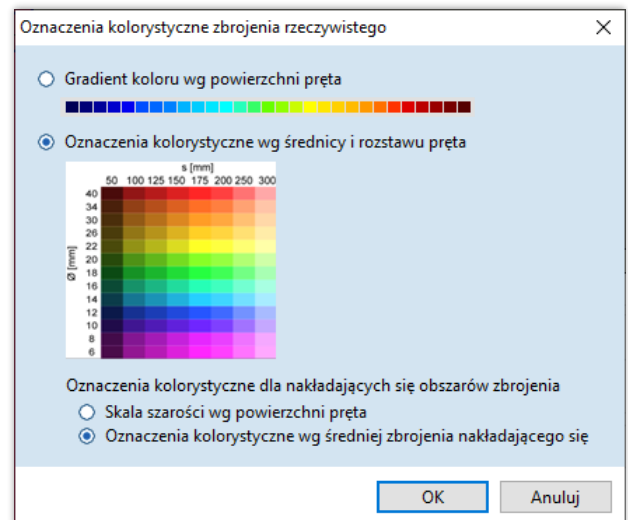 Oznaczenia kolorystyczne zbrojenia rzeczywistego
Gradient koloru wg powierzchni pręta
Oznaczenia kolorystyczne wg średnicy i rozstawu pręta
s [mm]
50 100 125 150 175 200 250 300
40
34
30
26
22
20
18
16
14
12
10
8
6
Ø [mm]
Oznaczenia kolorystyczne dla nakładających się obszarów zbrojenia
Skala szarości wg powierzchni pręta
Oznaczenia kolorystyczne wg średniej zbrojenia nakładającego się
OK Anuluj